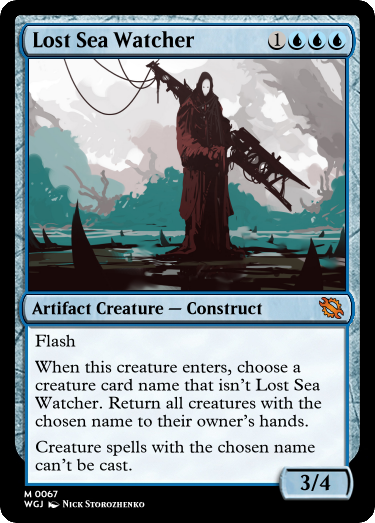 Lost Sea Watcher 1
Artifact Creature — Construct
Flash
When this creature enters, choose a
creature card name that isn't Lost Sea
Watcher. Return all creatures with the
chosen name to their owner's hands.
Creature spells with the chosen name
can't be cast.
3/4
M 0067
WGJ Nick Storozhenko